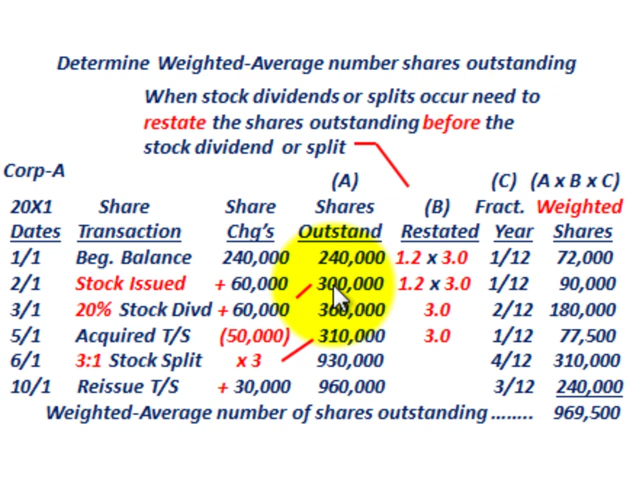 Determine Weighted-Average number shares outstanding
When stock dividends or splits occur need to
restate the shares outstanding before the
stock dividend or split
Corp-A
(A) (C) (A x B x C)
20X1 Share Share Shares (B) Fract. Weighted
Dates Transaction Chg's Outstand Restated Year Shares
1/1 Beg. Balance 240,000 240,000 1.2 x 3.0 1/12 72,000
2/1 Stock Issued + 60,000 300,000 1.2 x 3.0 1/12 90,000
3/1 20% Stock Divd + 60,000 360,000 3.0 2/12 180,000
5/1 Acquired T/S (50,000) 310,000 3.0 1/12 77,500
6/1 3:1 Stock Split x 3 930,000 4/12 310,000
10/1 Reissue T/S + 30,000 960,000 3/12 240,000
Weighted-Average number of shares outstanding ........ 969,500